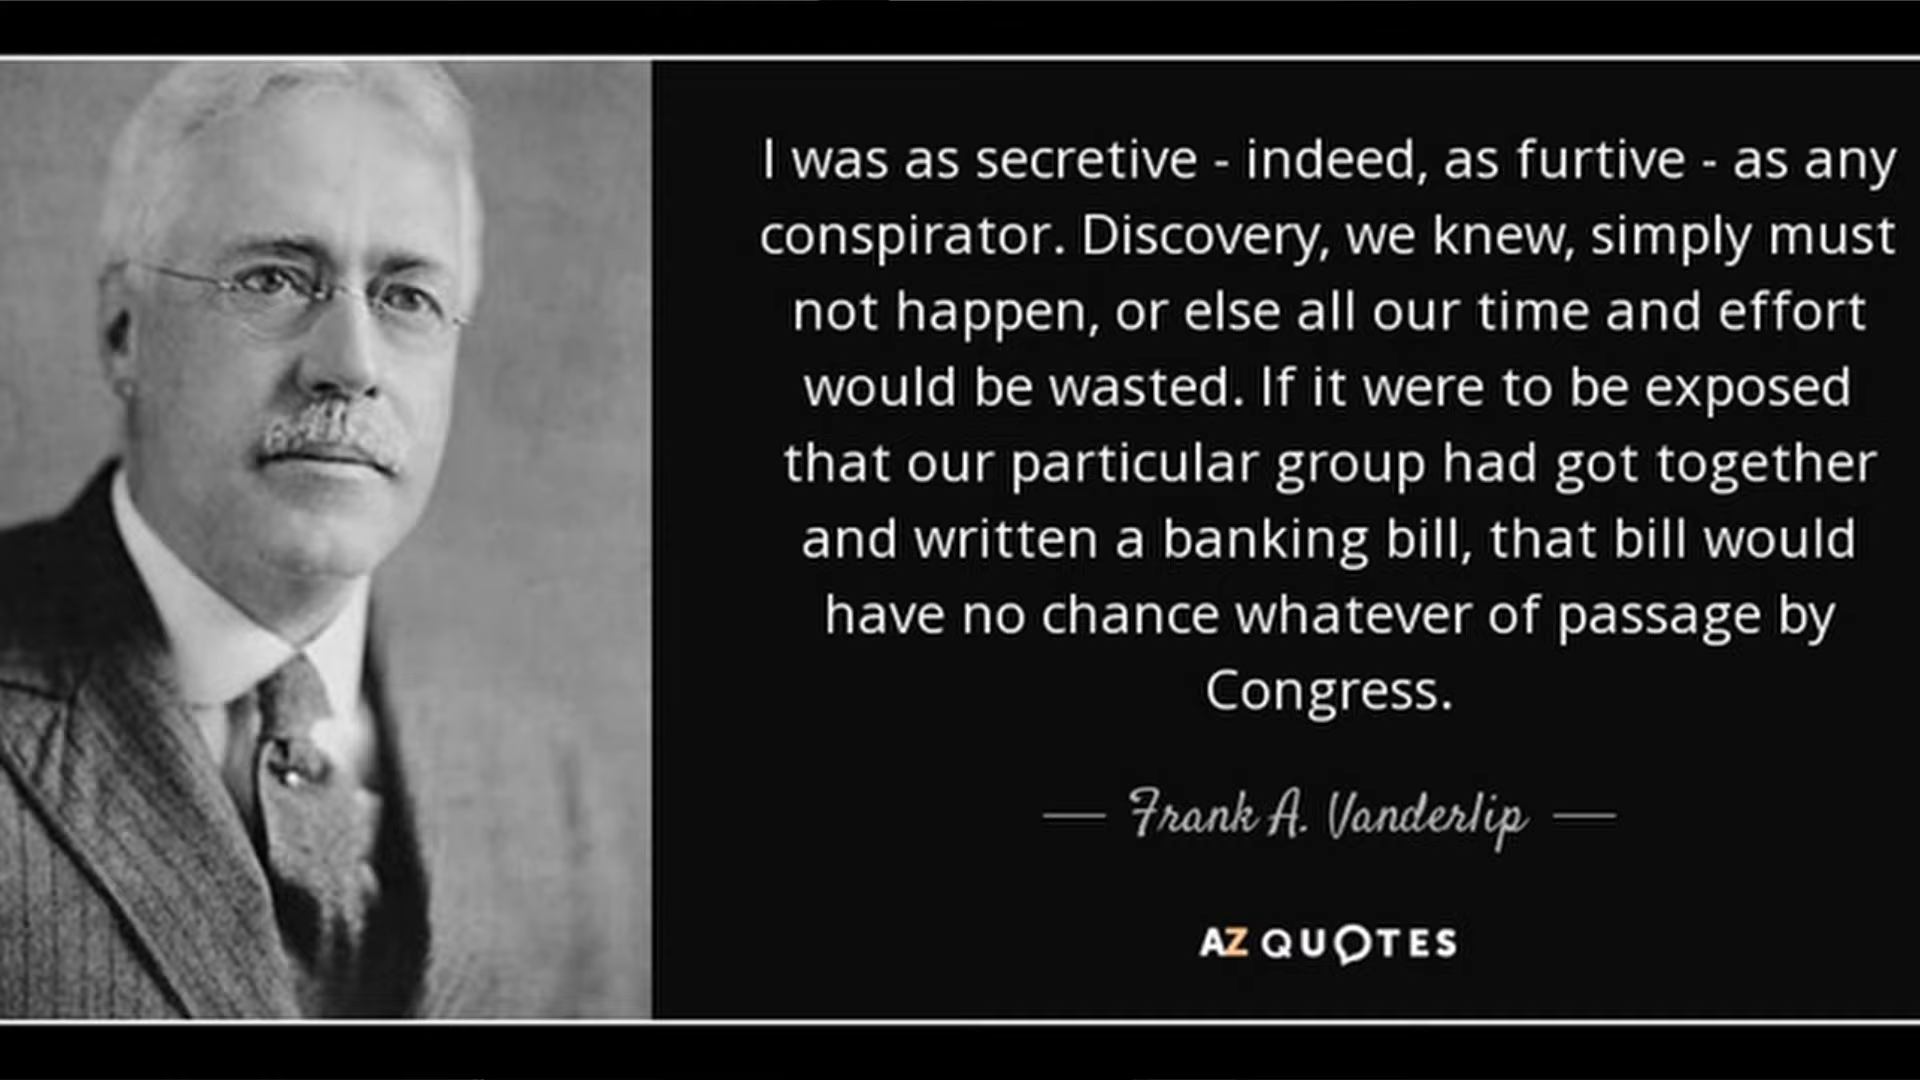 I was as secretive - indeed, as furtive - as any
conspirator. Discovery, we knew, simply must
not happen, or else all our time and effort
would be wasted. If it were to be exposed
that our particular group had got together
and written a banking bill, that bill would
have no chance whatever of passage by
Congress.
Frank A. Vanderlip
AZ QUOTES